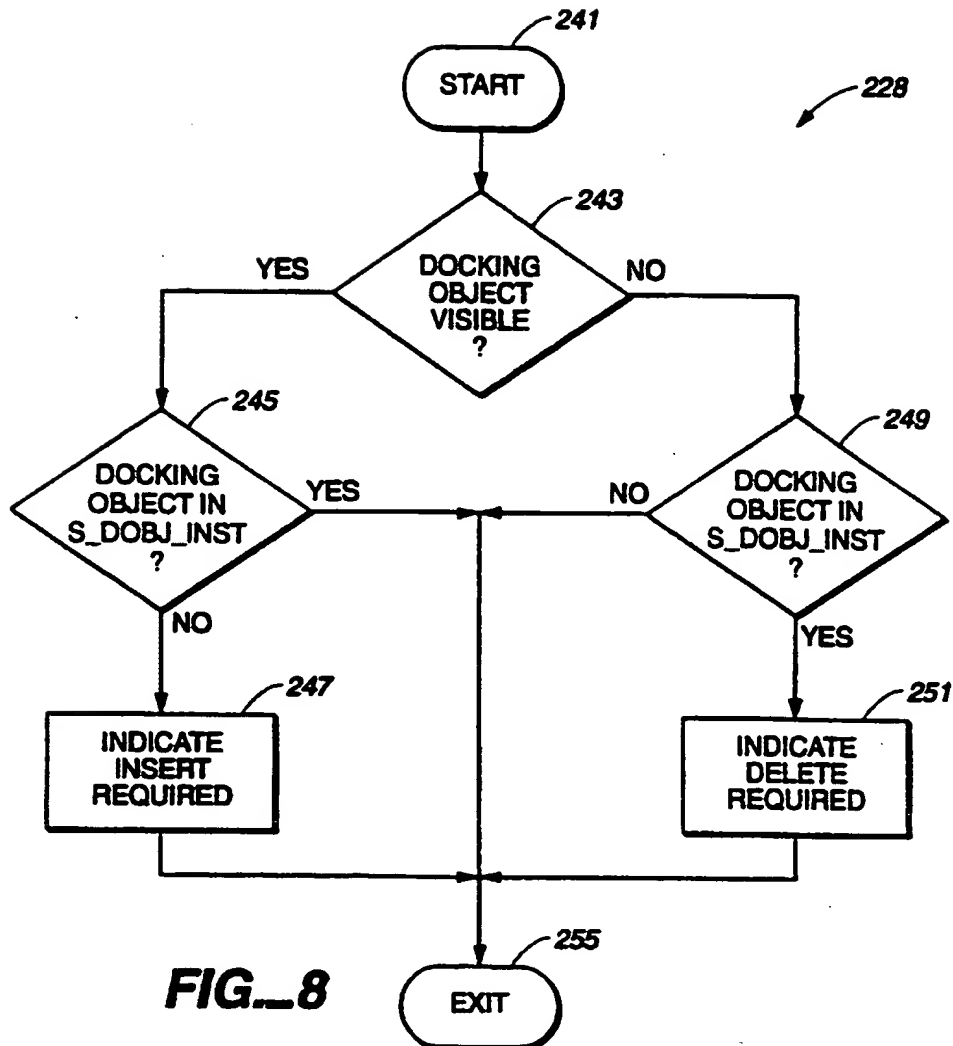 241
START
228
243
YES
DOCKING
OBJECT
VISIBLE
?
NO
245
DOCKING
OBJECT IN
S_DOBJ_INST
?
YES
NO
249
DOCKING
OBJECT IN
S_DOBJ_INST
?
NO
YES
247
INDICATE
INSERT
REQUIRED
251
INDICATE
DELETE
REQUIRED
255
EXIT
FIG._8